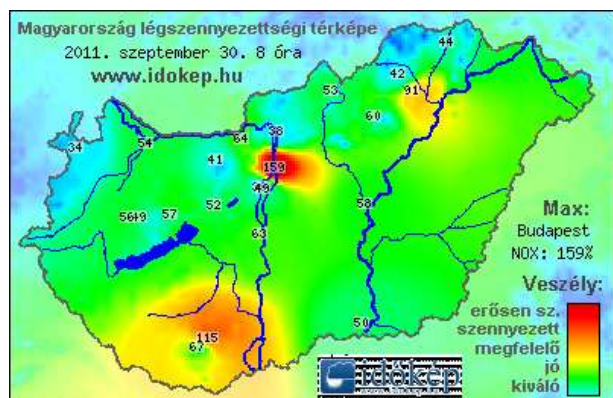 Magyarország légszennyezettségi térképe
2011. szeptember 30. 8 óra
www.idokep.hu
44
42
53
91
60
38
64
54
34
41
159
49
52
58
5649
57
63
Max:
Budapest
NOX: 159%
Veszély:
erősen sz.
szennyezett
megfelelő
jó
kiváló
50
115
67
időkép